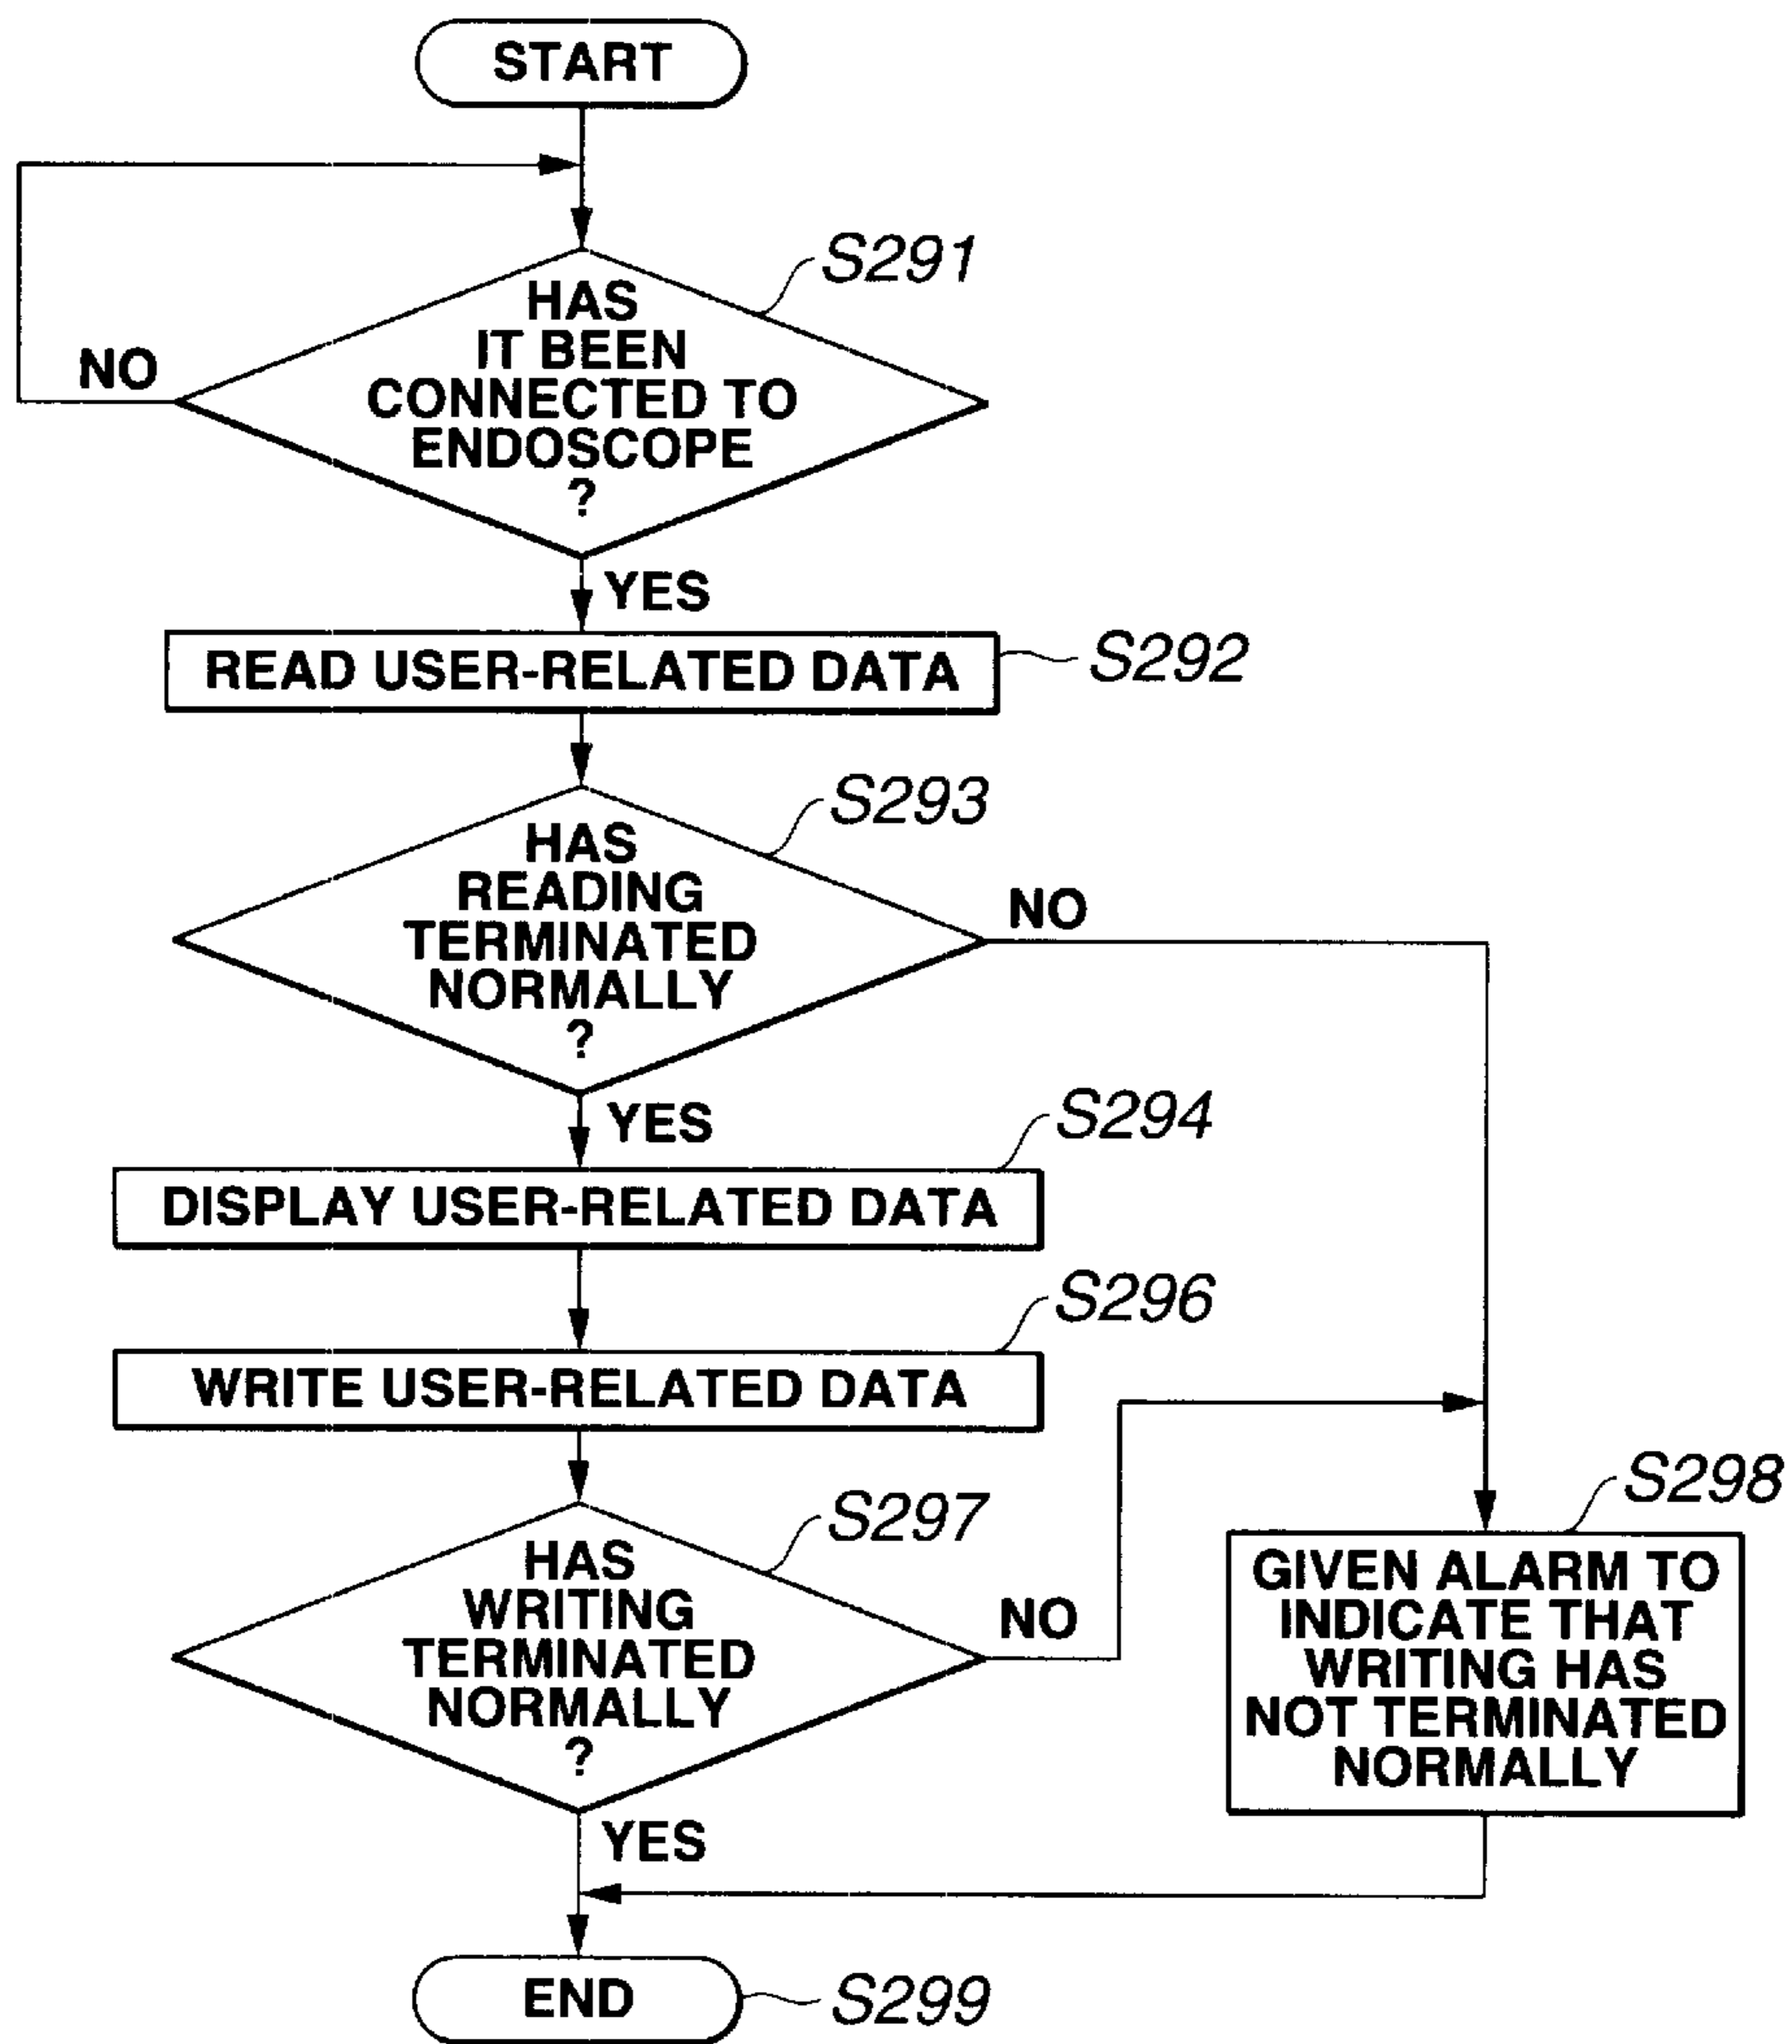 START
S291
HAS
IT BEEN
CONNECTED TO
ENDOSCOPE
?
NO
YES
READ USER-RELATED DATA
S292
S293
HAS
READING
TERMINATED
NORMALLY
?
NO
YES
S294
DISPLAY USER-RELATED DATA
S296
WRITE USER-RELATED DATA
S297
HAS
WRITING
TERMINATED
NORMALLY
?
NO
YES
S298
GIVEN ALARM TO
INDICATE THAT
WRITING HAS
NOT TERMINATED
NORMALLY
END
S299